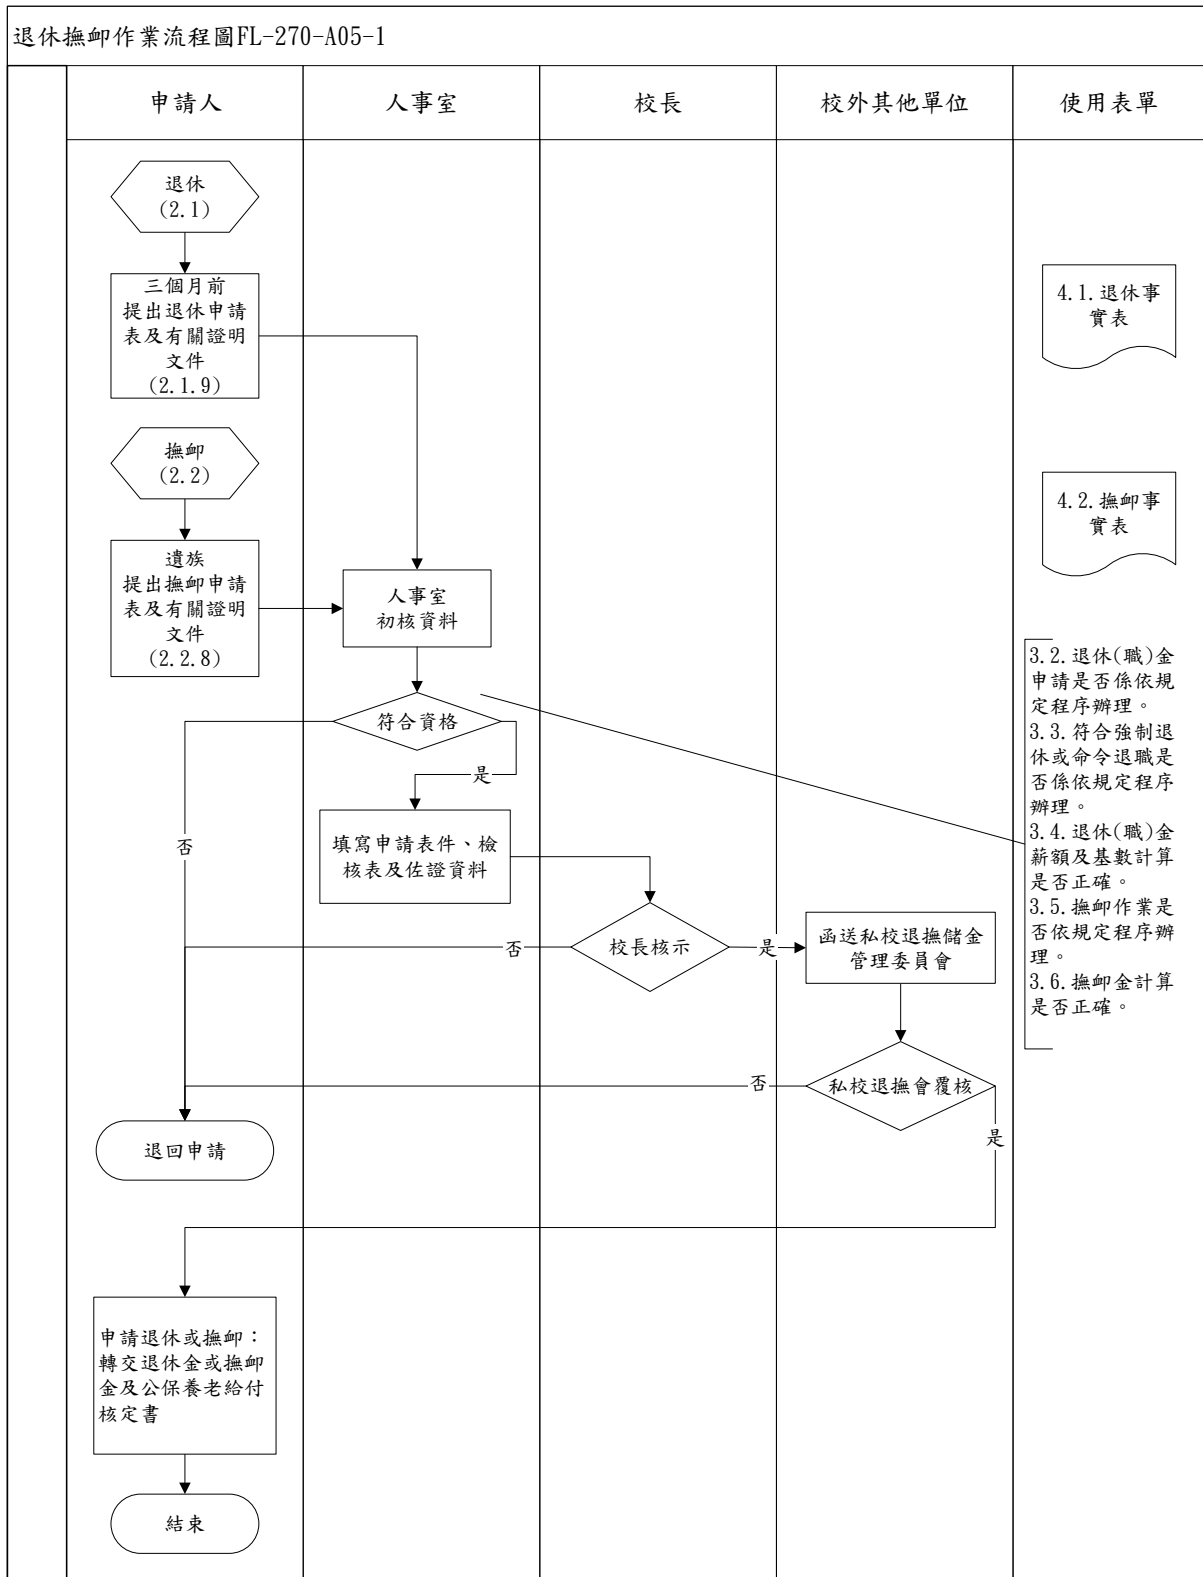 退休撫卹作業流程圖FL-270-A05-1
申請人
人事室
校長
校外其他單位
使用表單
退休
(2.1)
三個月前
提出退休申請
表及有關證明
文件
(2.1.9)
4.1.退休事
實表
撫卹
(2.2)
4.2.撫卹事
實表
遺族
提出撫卹申請
表及有關證明
文件
(2.2.8)
人事室
初核資料
3.2.退休(職)金
申請是否係依規
定程序辦理。
3.3.符合強制退
休或命令退職是
否係依規定程序
辦理。
3.4.退休(職)金
薪額及基數計算
是否正確。
3.5.撫卹作業是
否依規定程序辦
理。
3.6.撫卹金計算
是否正確。
符合資格
是
否
填寫申請表件、檢
核表及佐證資料
校長核示
否
是
函送私校退撫儲金
管理委員會
私校退撫會覆核
否
是
退回申請
申請退休或撫卹：
轉交退休金或撫卹
金及公保養老給付
核定書
結束